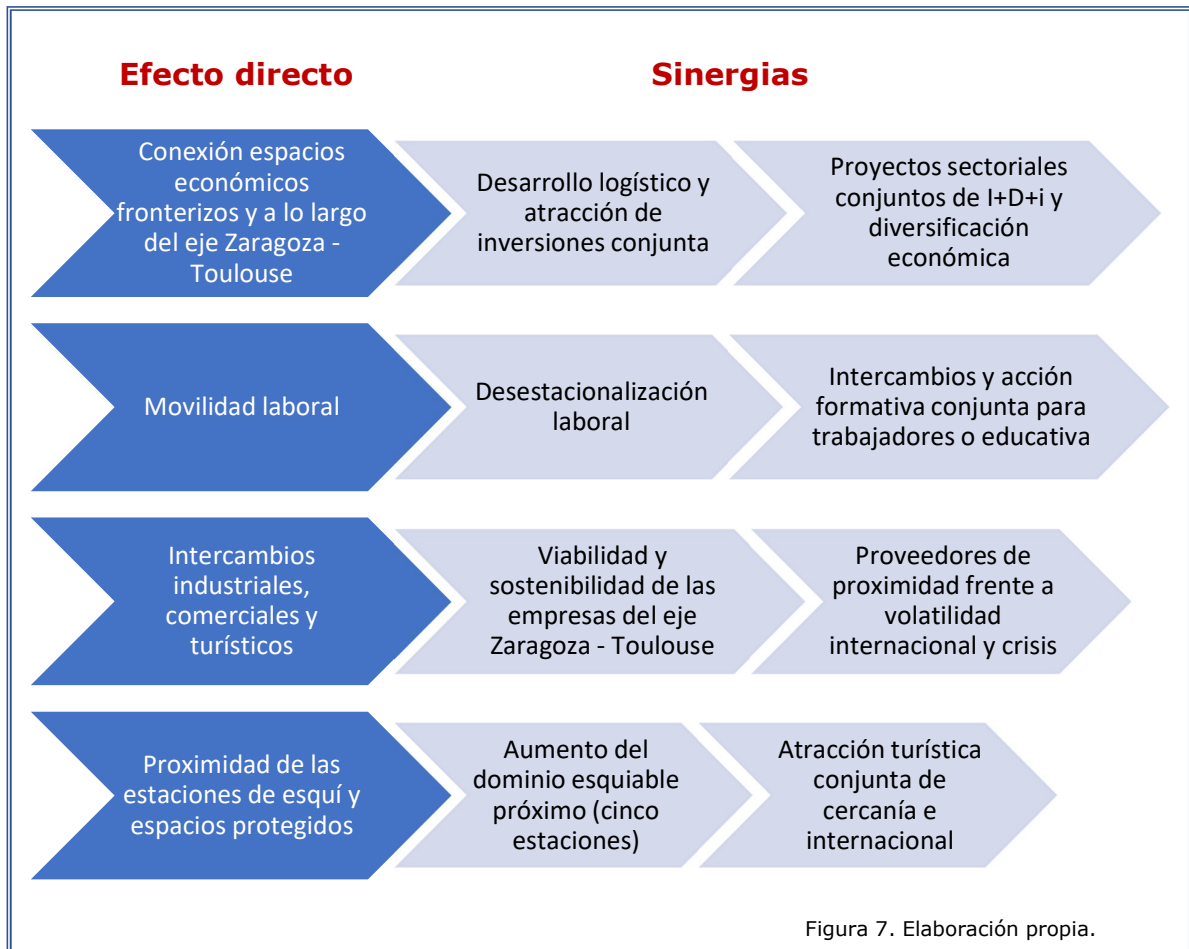 Efecto directo
Sinergias
Conexión espacios
económicos
fronterizos y a lo largo
del eje Zaragoza -
Toulouse
Desarrollo logístico y
atracción de
inversiones conjunta
Proyectos sectoriales
conjuntos de I+D+i y
diversificación
económica
Movilidad laboral
Desestacionalización
laboral
Intercambios y acción
formativa conjunta para
trabajadores o educativa
Intercambios
industriales,
comerciales y
turísticos
Viabilidad y
sostenibilidad de las
empresas del eje
Zaragoza - Toulouse
Proveedores de
proximidad frente a
volatilidad
internacional y crisis
Proximidad de las
estaciones de esquí y
espacios protegidos
Aumento del
dominio esquiable
próximo (cinco
estaciones)
Atracción turística
conjunta de
cercanía e
internacional
Figura 7. Elaboración propia.